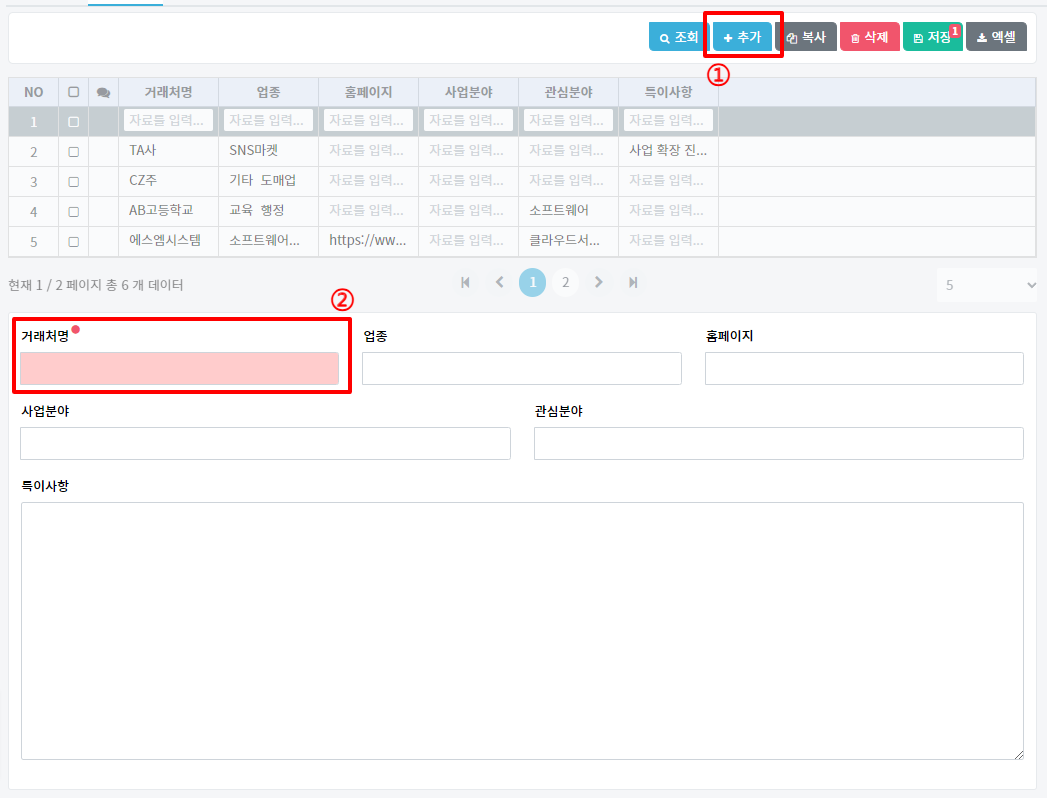 조회 추가 복사 삭제 저장 1 엑셀
①
NO 거래처명 업종 홈페이지 사업분야 관심분야 특이사항
1 자료를 입력... 자료를 입력... 자료를 입력... 자료를 입력... 자료를 입력... 자료를 입력...
2 TA사 SNS마켓 자료를 입력... 자료를 입력... 자료를 입력... 사업 확장 진...
3 CZ주 기타 도매업 자료를 입력... 자료를 입력... 자료를 입력... 자료를 입력...
4 AB고등학교 교육 행정 자료를 입력... 자료를 입력... 소프트웨어 자료를 입력...
5 에스엠시스템 소프트웨어... https://ww... 자료를 입력... 클라우드서... 자료를 입력...
현재 1 / 2 페이지 총 6 개 데이터 1 2 5
②
거래처명 업종 홈페이지
사업분야 관심분야
특이사항